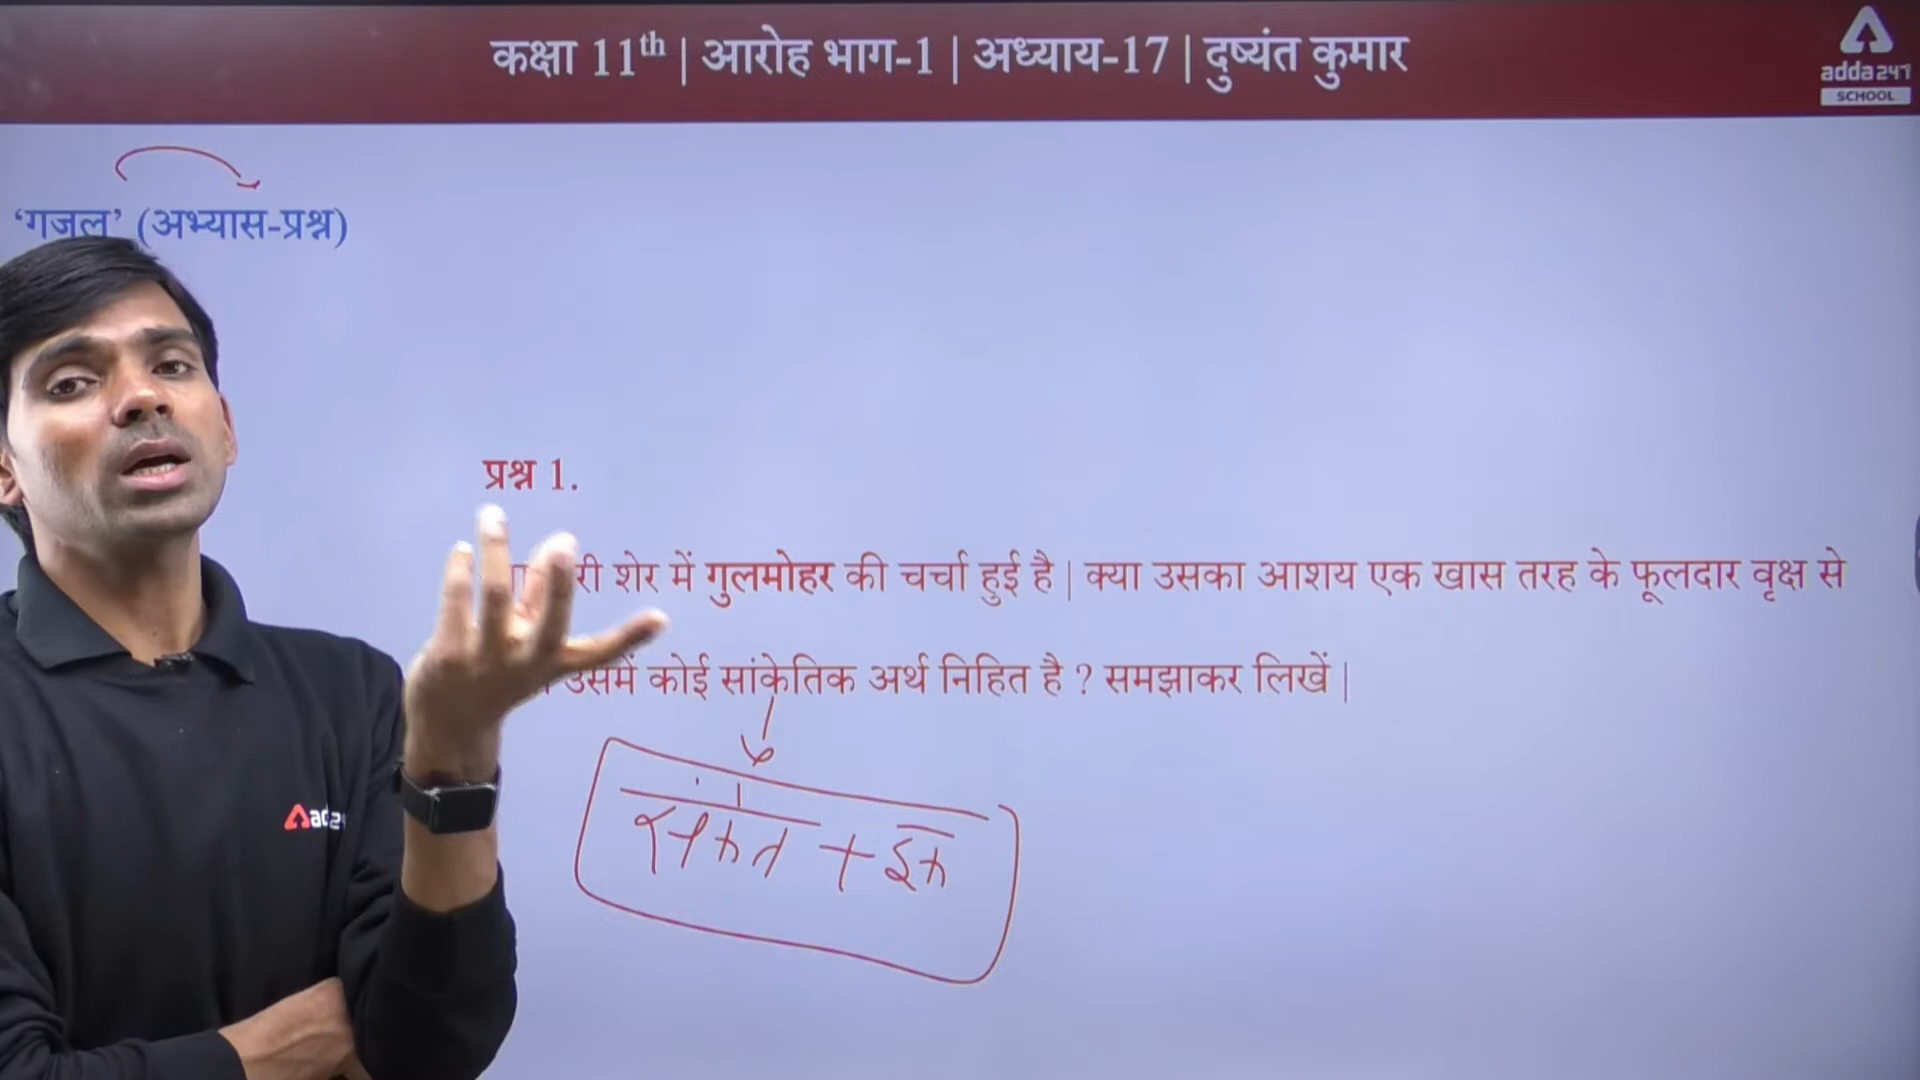 कक्षा 11th | आरोह भाग-1 | अध्याय-17 | दुष्यंत कुमार
adda247
SCHOOL
‘गजल’ (अभ्यास-प्रश्न)
प्रश्न 1.
शेर में गुलमोहर की चर्चा हुई है | क्या उसका आशय एक खास तरह के फूलदार वृक्ष से
उसमें कोई सांकेतिक अर्थ निहित है ? समझाकर लिखें |
संकेत + इक